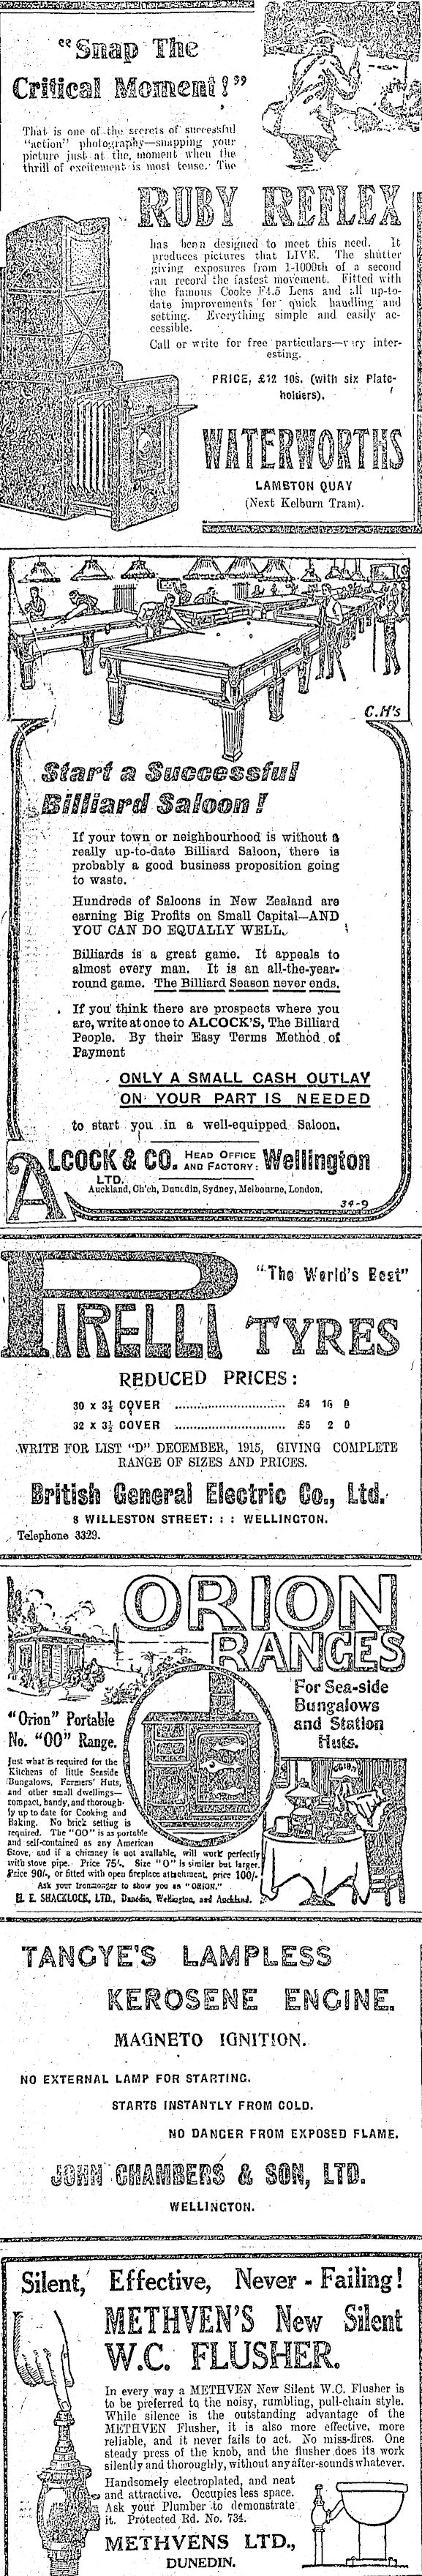 "Snap The
Critical Moment!"
That is one of the secrets of successful
"action" photography—snapping your
picture just at the, moment when the
thrill of excitement is most tense. The
RUBY REFLEX
has been designed to meet this need. It
produces pictures that LIVE. The shutter
giving exposures from 1-1000th of a second
can record the fastest movement. Fitted with
the famous Cooke F4.5 Lens and all up-to-
date improvements for quick handling and
setting. Everything simple and easily ac-
cessible.
Call or write for free particulars—very inter-
esting.
PRICE, £12 10s. (with six Plate-
holders).
WATERWORTHS
LAMBTON QUAY
(Next Kelburn Tram).
C.H's
Start a Successful
Billiard Saloon!
If your town or neighbourhood is without a
really up-to-date Billiard Saloon, there is
probably a good business proposition going
to waste.
Hundreds of Saloons in New Zealand are
earning Big Profits on Small Capital—AND
YOU CAN DO EQUALLY WELL.
Billiards is a great game. It appeals to
almost every man. It is an all-the-year-
round game. The Billiard Season never ends.
If you think there are prospects where you
are, write at once to ALCOCK'S, The Billiard
People. By their Easy Terms Method of
Payment
ONLY A SMALL CASH OUTLAY
ON YOUR PART IS NEEDED
to start you in a well-equipped Saloon.
ALCOCK & CO. LTD. HEAD OFFICE AND FACTORY: Wellington
Auckland, Ch'ch, Dunedin, Sydney, Melbourne, London.
34-9
"The World's Best"
PIRELLI TYRES
REDUCED PRICES:
30 x 3½ COVER .......................... £4 16 0
32 x 3½ COVER .......................... £5 2 0
WRITE FOR LIST "D" DECEMBER, 1915, GIVING COMPLETE
RANGE OF SIZES AND PRICES.
British General Electric Co., Ltd.
8 WILLESTON STREET: : : WELLINGTON.
Telephone 3329.
ORION
RANGES
For Sea-side
Bungalows
and Station
Huts.
"Orion" Portable
No. "OO" Range.
Just what is required for the
Kitchens of little Seaside
Bungalows, Farmers' Huts,
and other small dwellings—
compact, handy, and thorough-
ly up to date for Cooking and
Baking. No brick setting is
required. The "OO" is as portable
and self-contained as any American
Stove, and if a chimney is not available, will work perfectly
with stove pipe. Price 75/-. Size "O" is similar but larger.
Price 90/-, or fitted with open fireplace attachment, price 100/-.
Ask your Ironmonger to show you an "ORION."
H. E. SHACKLOCK, LTD., Dunedin, Wellington, and Auckland.
TANGYE'S LAMPLESS
KEROSENE ENGINE.
MAGNETO IGNITION.
NO EXTERNAL LAMP FOR STARTING.
STARTS INSTANTLY FROM COLD.
NO DANGER FROM EXPOSED FLAME.
JOHN CHAMBERS & SON, LTD.
WELLINGTON.
Silent, Effective, Never-Failing!
METHVEN'S New Silent
W.C. FLUSHER.
In every way a METHVEN New Silent W.C. Flusher is
to be preferred to the noisy, rumbling, pull-chain style.
While silence is the outstanding advantage of the
METHVEN Flusher, it is also more effective, more
reliable, and it never fails to act. No miss-fires. One
steady press of the knob, and the flusher does its work
silently and thoroughly, without any after-sounds whatever.
Handsomely electroplated, and neat
and attractive. Occupies less space.
Ask your Plumber to demonstrate
it. Protected Rd. No. 734.
METHVENS LTD.,
DUNEDIN.